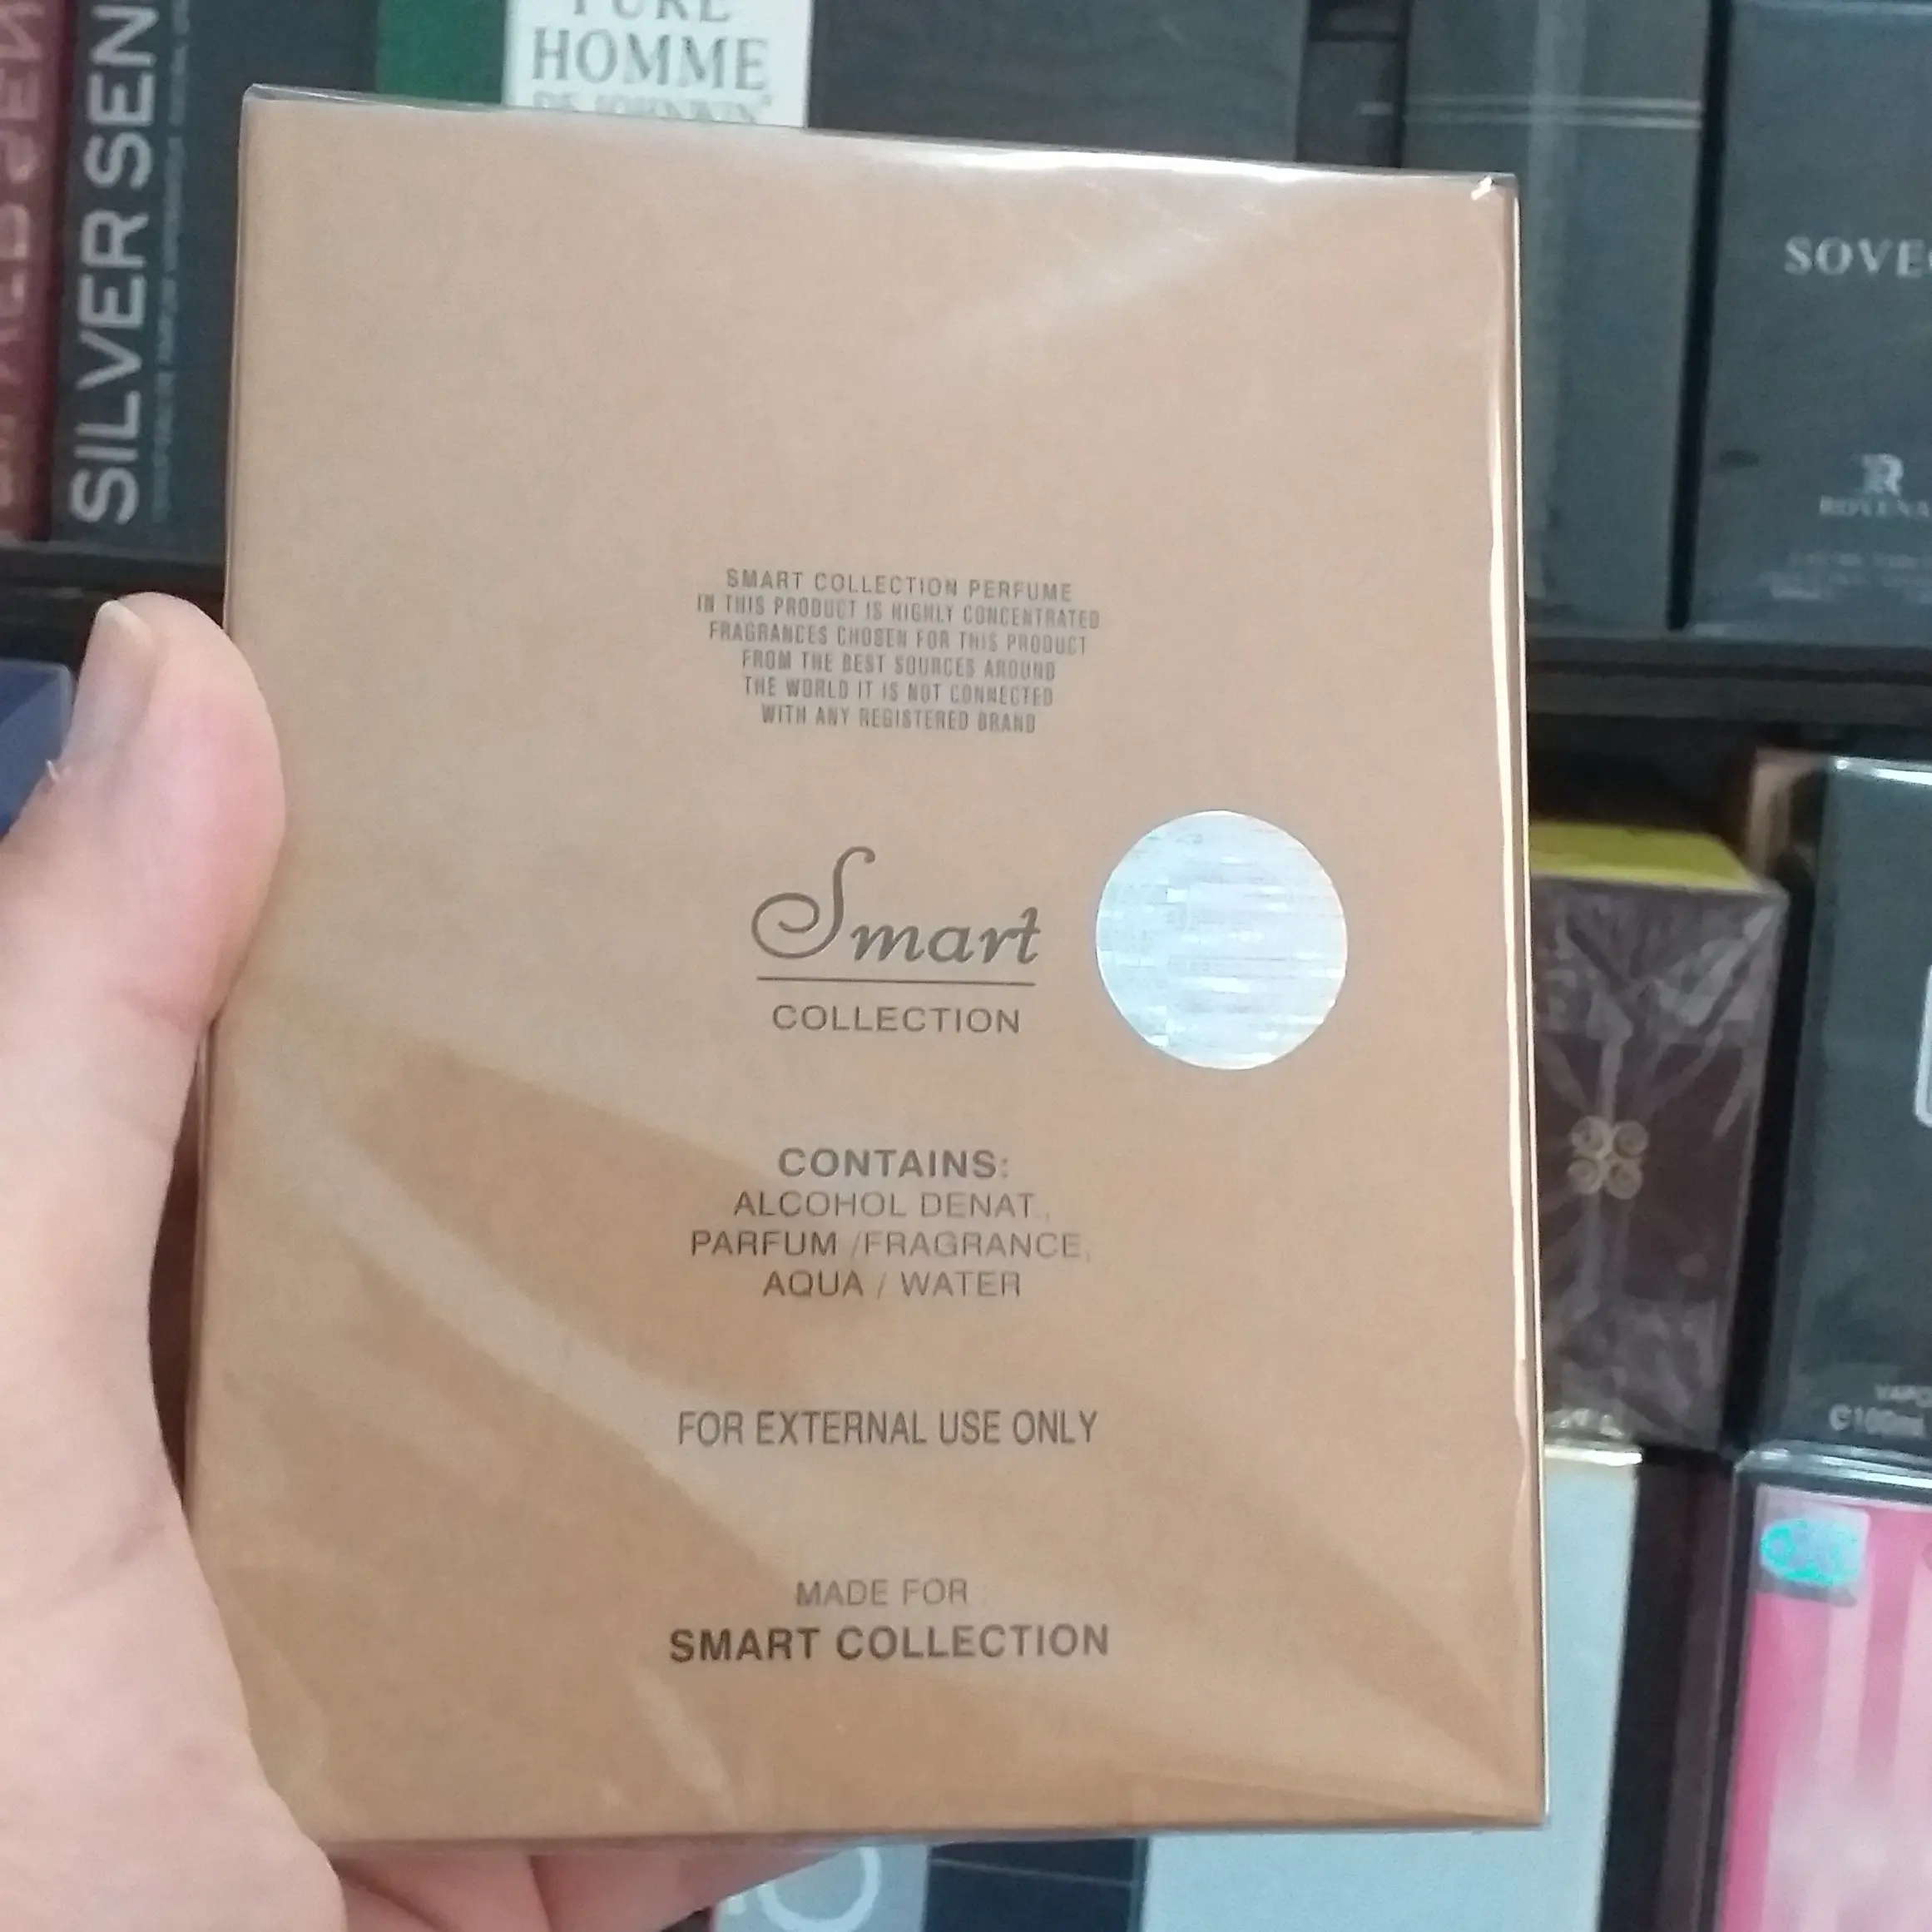 PURE
HOMME
SILVER SEN
SOVE
SMART COLLECTION PERFUME
IN THIS PRODUCT IS HIGHLY CONCENTRATED
FRAGRANCES CHOSEN FOR THIS PRODUCT
FROM THE BEST SOURCES AROUND
THE WORLD IT IS NOT CONNECTED
WITH ANY REGISTERED BRAND
Smart
COLLECTION
CONTAINS:
ALCOHOL DENAT.,
PARFUM /FRAGRANCE,
AQUA / WATER
FOR EXTERNAL USE ONLY
MADE FOR :
SMART COLLECTION